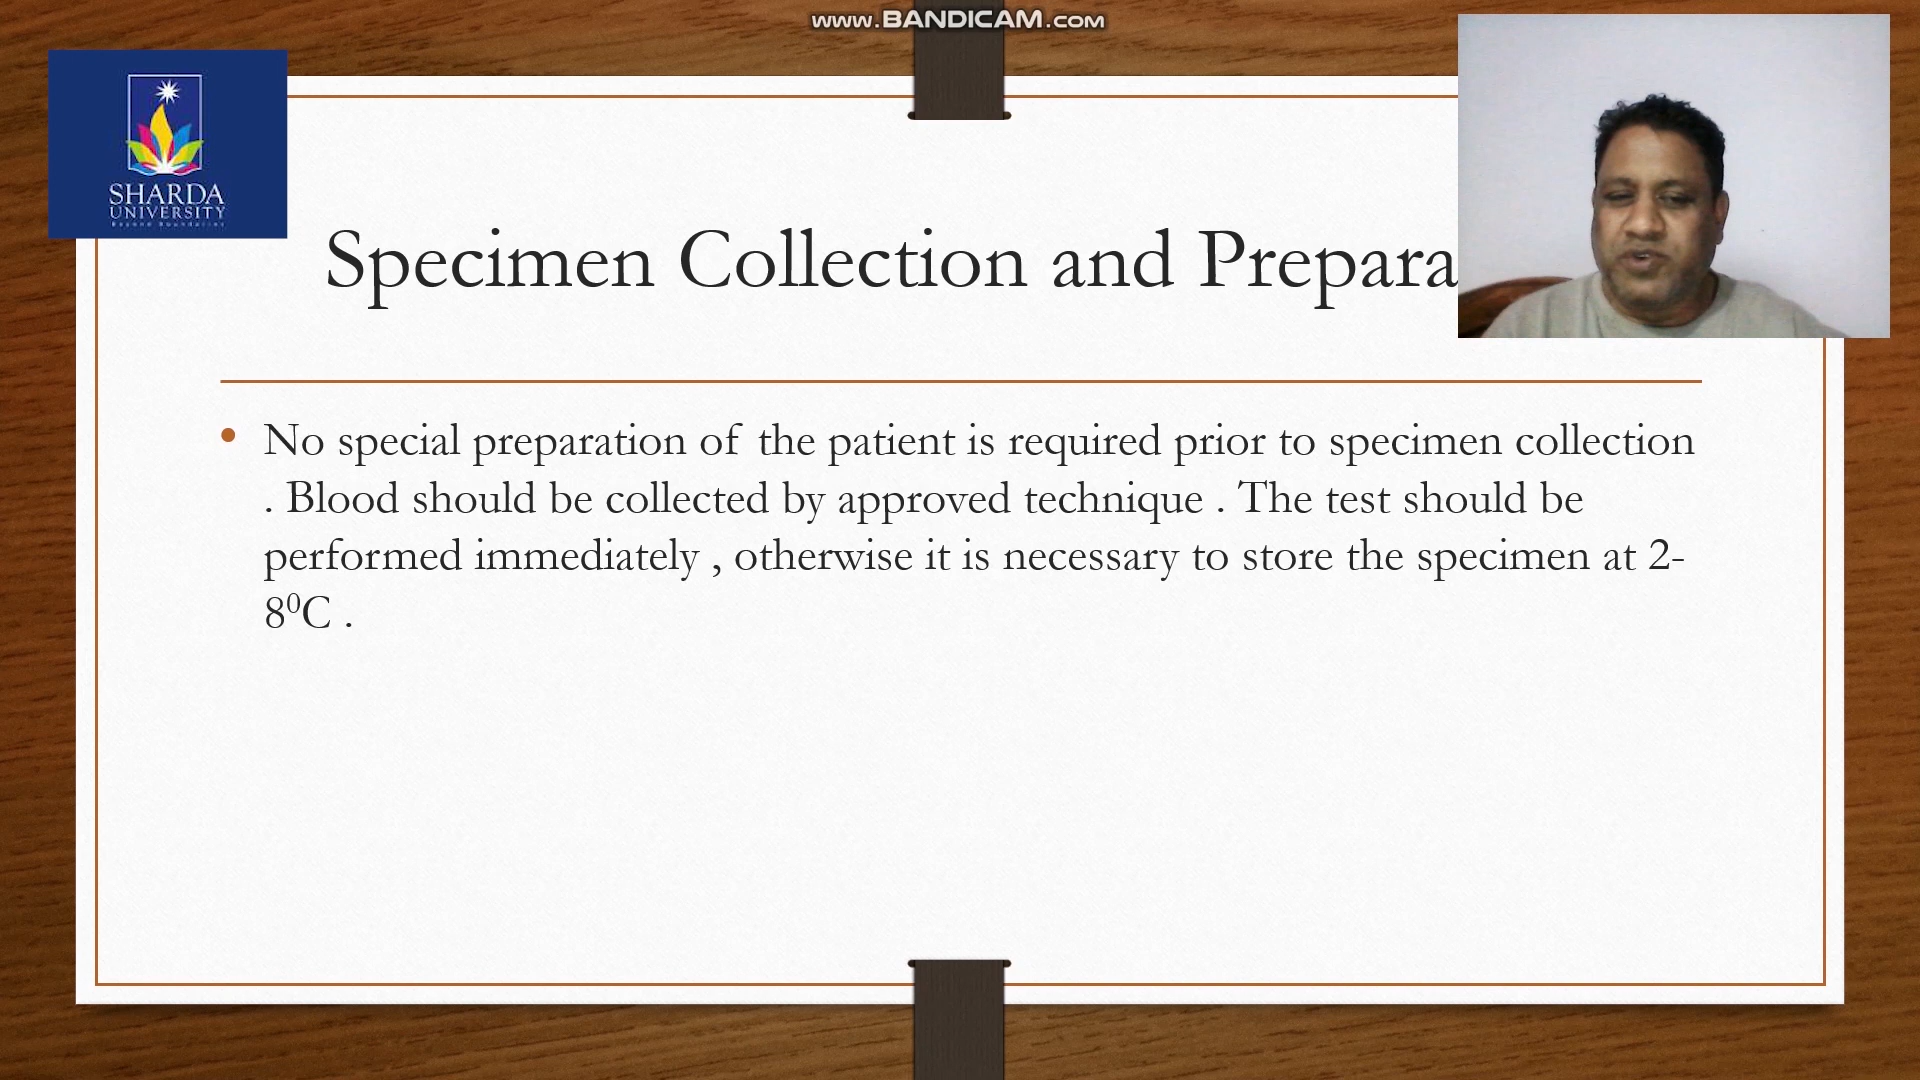 www.BANDICAM.com
SHARDA
UNIVERSITY
Beyond Boundaries
Specimen Collection and Prepara
• No special preparation of the patient is required prior to specimen collection
. Blood should be collected by approved technique . The test should be
performed immediately , otherwise it is necessary to store the specimen at 2-
8⁰C .